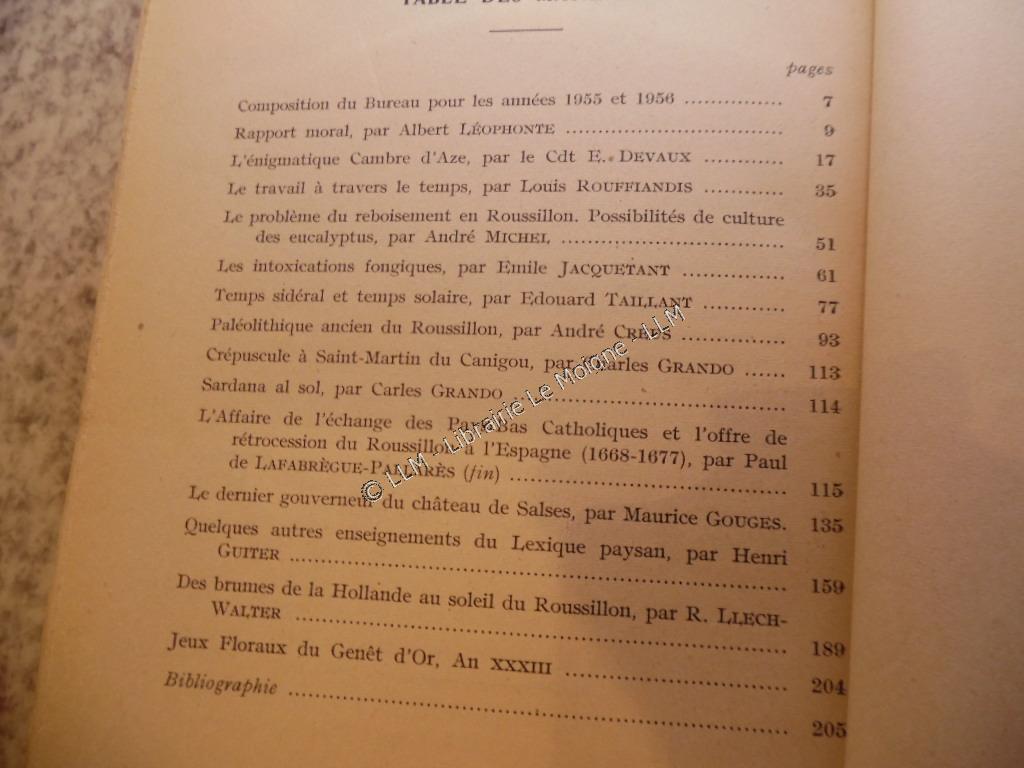 TABLE DES
pages
Composition du Bureau pour les années 1955 et 1956 ............... 7
Rapport moral, par Albert LÉOPHONTE ................................. 9
L'énigmatique Cambre d'Aze, par le Cdt E. DEVAUX ............ 17
Le travail à travers le temps, par Louis ROUFFIANDIS ............ 35
Le problème du reboisement en Roussillon. Possibilités de culture
des eucalyptus, par André MICHEL .................................. 51
Les intoxications fongiques, par Emile JACQUETANT ............... 61
Temps sidéral et temps solaire, par Edouard TAILLANT ............ 77
Paléolithique ancien du Roussillon, par André ................ 93
Crépuscule à Saint-Martin du Canigou, par Charles GRANDO ...... 113
Sardana al sol, par Carles GRANDO ......................................... 114
L'Affaire de l'échange des Pays-Bas Catholiques et l'offre de
rétrocession du Roussillon à l'Espagne (1668-1677), par Paul
de LAFABRÈGUE-PALLARÈS (fin) .......................................... 115
Le dernier gouverneur du château de Salses, par Maurice GOUGES. 135
Quelques autres enseignements du Lexique paysan, par Henri
GUITER ........................................................................... 159
Des brumes de la Hollande au soleil du Roussillon, par R. LLECH-
WALTER ........................................................................... 189
Jeux Floraux du Genêt d'Or, An XXXIII ................................. 204
Bibliographie ..................................................................... 205
© LLM - Librairie Le Moigne - LLM